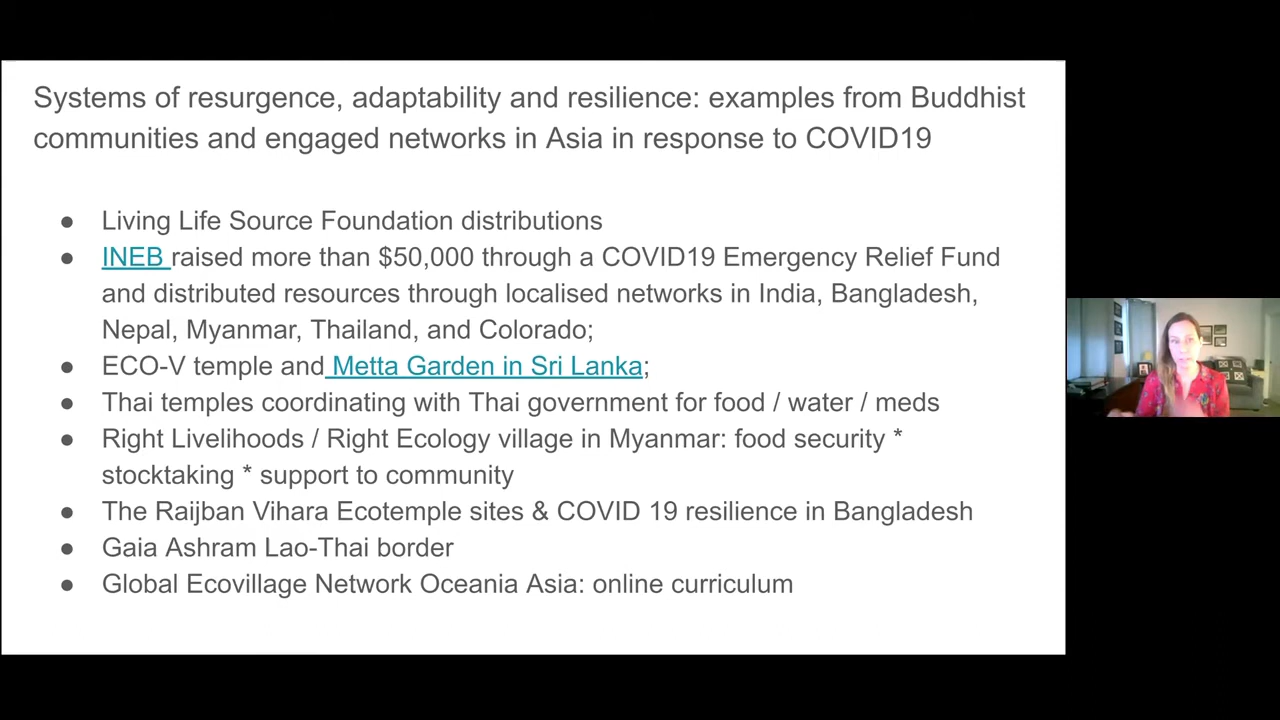 Systems of resurgence, adaptability and resilience: examples from Buddhist
communities and engaged networks in Asia in response to COVID19
● Living Life Source Foundation distributions
● INEB raised more than $50,000 through a COVID19 Emergency Relief Fund
and distributed resources through localised networks in India, Bangladesh,
Nepal, Myanmar, Thailand, and Colorado;
● ECO-V temple and Metta Garden in Sri Lanka;
● Thai temples coordinating with Thai government for food / water / meds
● Right Livelihoods / Right Ecology village in Myanmar: food security *
stocktaking * support to community
● The Raijban Vihara Ecotemple sites & COVID 19 resilience in Bangladesh
● Gaia Ashram Lao-Thai border
● Global Ecovillage Network Oceania Asia: online curriculum